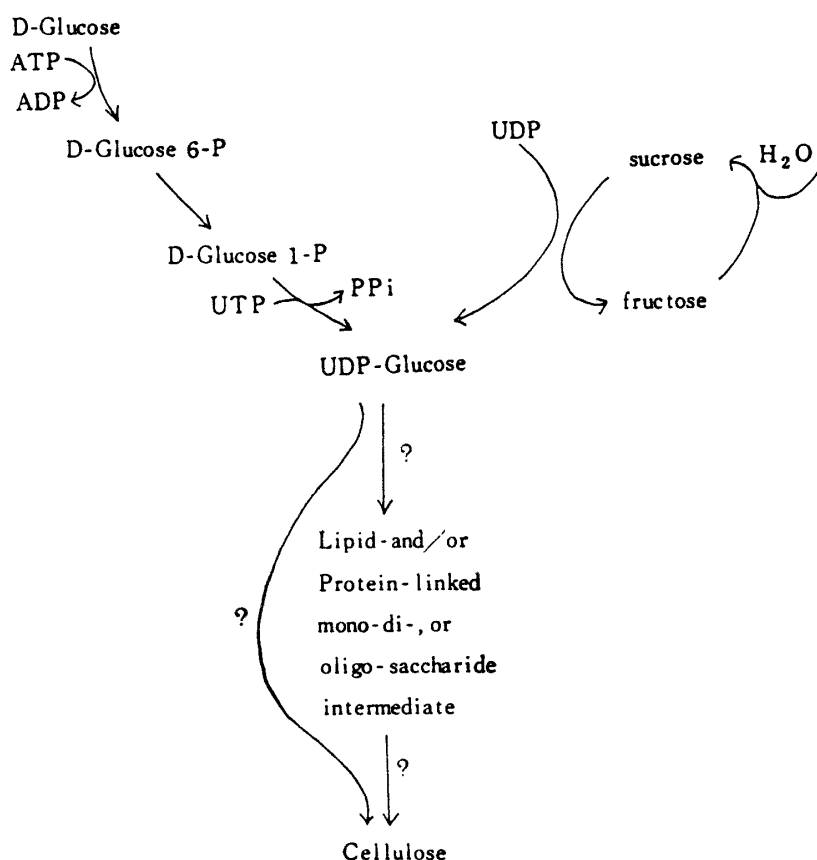 D-Glucose
ATP
ADP
D-Glucose 6-P
D-Glucose 1-P
UTP
PPi
UDP
sucrose
H₂O
fructose
UDP-Glucose
?
Lipid-and/or
Protein-linked
mono-di-, or
oligo-saccharide
intermediate
?
?
Cellulose